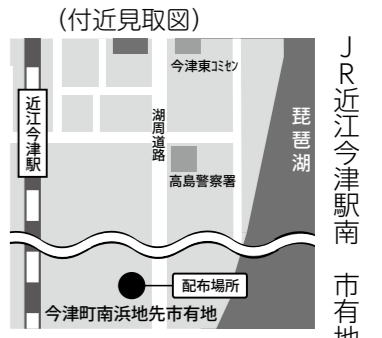 (付近見取図)
JR近江今津駅南 市有地
今津東コミセン
近江今津駅
湖周道路
琵琶湖
高島警察署
配布場所
今津町南浜地先市有地